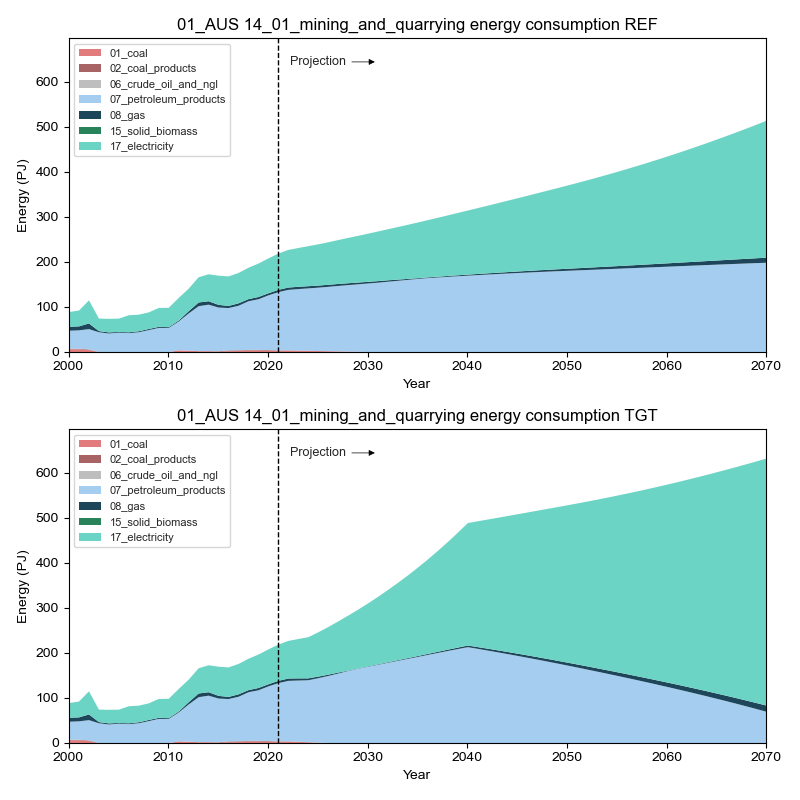 01_AUS 14_01_mining_and_quarrying energy consumption REF
01_coal
02_coal_products
06_crude_oil_and_ngl
07_petroleum_products
08_gas
15_solid_biomass
17_electricity
Projection
Energy (PJ)
600
500
400
300
200
100
0
2000 2010 2020 2030 2040 2050 2060 2070
Year
01_AUS 14_01_mining_and_quarrying energy consumption TGT
01_coal
02_coal_products
06_crude_oil_and_ngl
07_petroleum_products
08_gas
15_solid_biomass
17_electricity
Projection
Energy (PJ)
600
500
400
300
200
100
0
2000 2010 2020 2030 2040 2050 2060 2070
Year